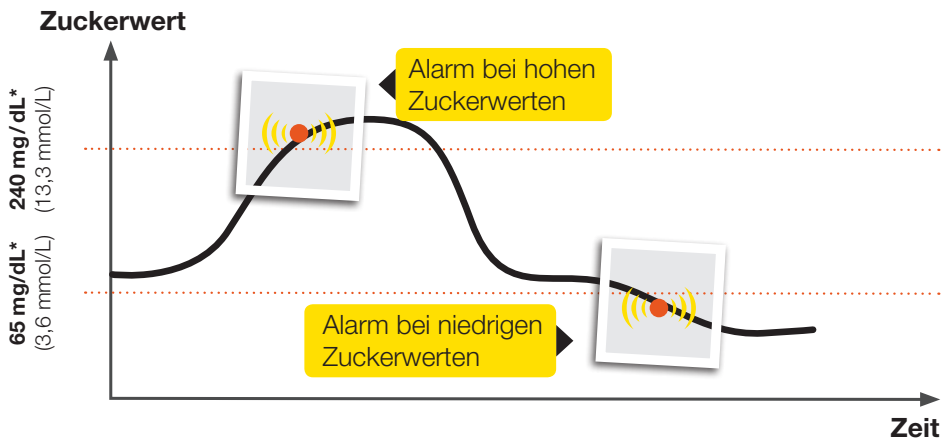 Zuckerwert
Alarm bei hohen
Zuckerwerten
240 mg/dL*
(13,3 mmol/L)
65 mg/dL*
(3,6 mmol/L)
Alarm bei niedrigen
Zuckerwerten
Zeit